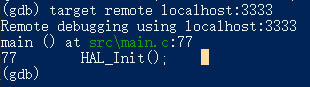 (gdb) target remote localhost:3333
Remote debugging using localhost:3333
main () at src\main.c:77
77 HAL_Init();
(gdb)